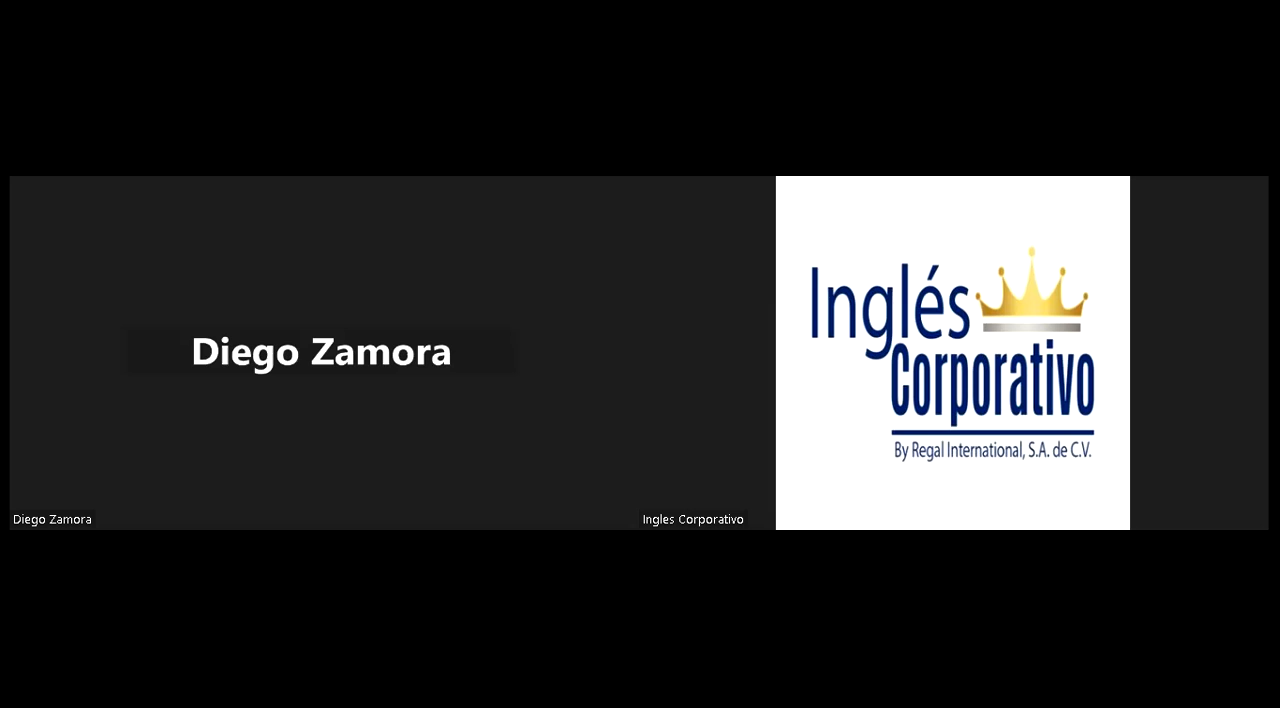 Diego Zamora
Diego Zamora
Inglés
Corporativo
By Regal International, S.A. de C.V.
Ingles Corporativo